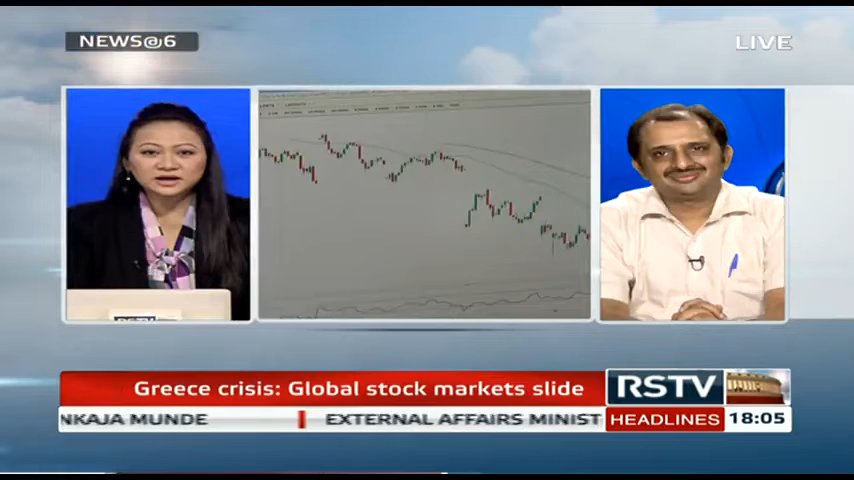 NEWS@6
LIVE
Greece crisis: Global stock markets slide
RSTV
NKAJA MUNDE
EXTERNAL AFFAIRS MINIST
HEADLINES
18:05